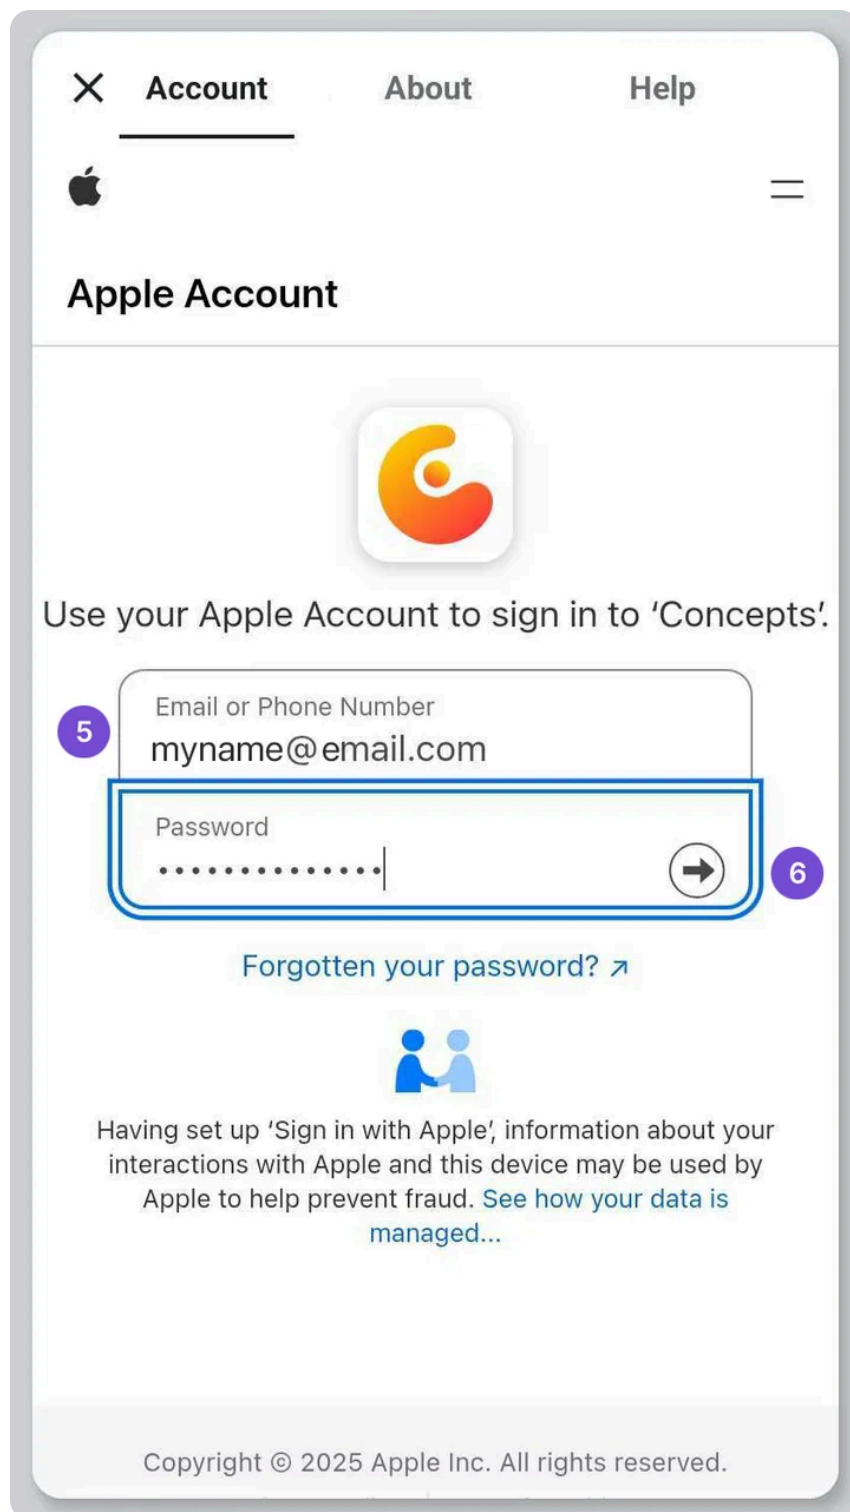 Account About Help
Apple Account
Use your Apple Account to sign in to ‘Concepts’.
Email or Phone Number
5
myname@email.com
Password
••••••••••••••
6
Forgotten your password? ↗
Having set up ‘Sign in with Apple’, information about your
interactions with Apple and this device may be used by
Apple to help prevent fraud. See how your data is
managed...
Copyright © 2025 Apple Inc. All rights reserved.